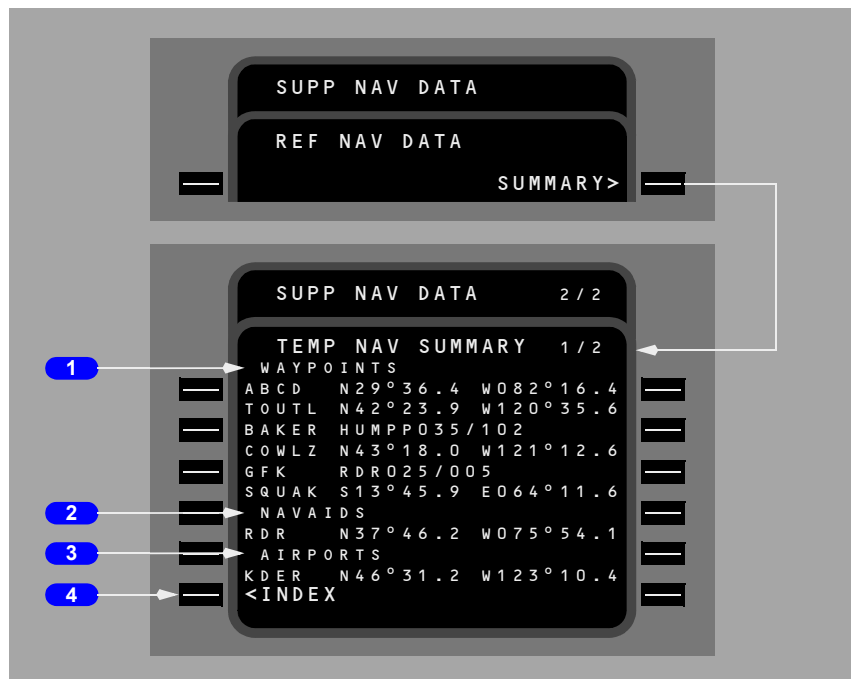 SUPP NAV DATA
REF NAV DATA
SUMMARY>
SUPP NAV DATA 2/2
TEMP NAV SUMMARY 1/2
1
WAYPOINTS
ABCD N29°36.4 W082°16.4
TOUTL N42°23.9 W120°35.6
BAKER HUMPP035/102
COWLZ N43°18.0 W121°12.6
GFK RDR025/005
SQUAK S13°45.9 E064°11.6
2
NAVAIDS
RDR N37°46.2 W075°54.1
3
AIRPORTS
KDER N46°31.2 W123°10.4
4
<INDEX